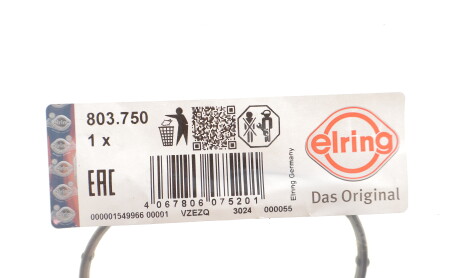 803.750
1 x
elring
Das Original
Elring Germany
EAC
4 067806 075201
000001549966 00001 VZEZQ 3024 000055